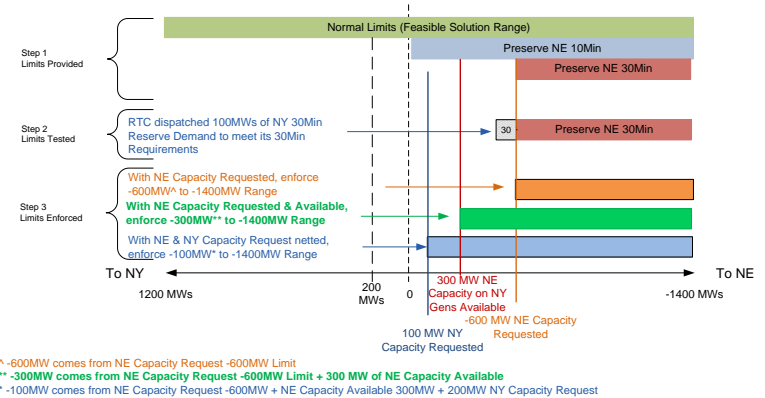 Normal Limits (Feasible Solution Range)
Step 1
Limits Provided
Preserve NE 10Min
Preserve NE 30Min
Step 2
Limits Tested
RTC dispatched 100MWs of NY 30Min
Reserve Demand to meet its 30Min
Requirements
30
Preserve NE 30Min
Step 3
Limits Enforced
With NE Capacity Requested, enforce
-600MW^ to -1400MW Range
With NE Capacity Requested & Available,
enforce -300MW** to -1400MW Range
With NE & NY Capacity Request netted,
enforce -100MW* to -1400MW Range
To NY
To NE
1200 MWs
200
MWs
0
300 MW NE
Capacity on NY
Gens Available
-1400 MWs
-600 MW NE Capacity
Requested
100 MW NY
Capacity Requested
^ -600MW comes from NE Capacity Request -600MW Limit
** -300MW comes from NE Capacity Request -600MW Limit + 300 MW of NE Capacity Available
* -100MW comes from NE Capacity Request -600MW + NE Capacity Available 300MW + 200MW NY Capacity Request